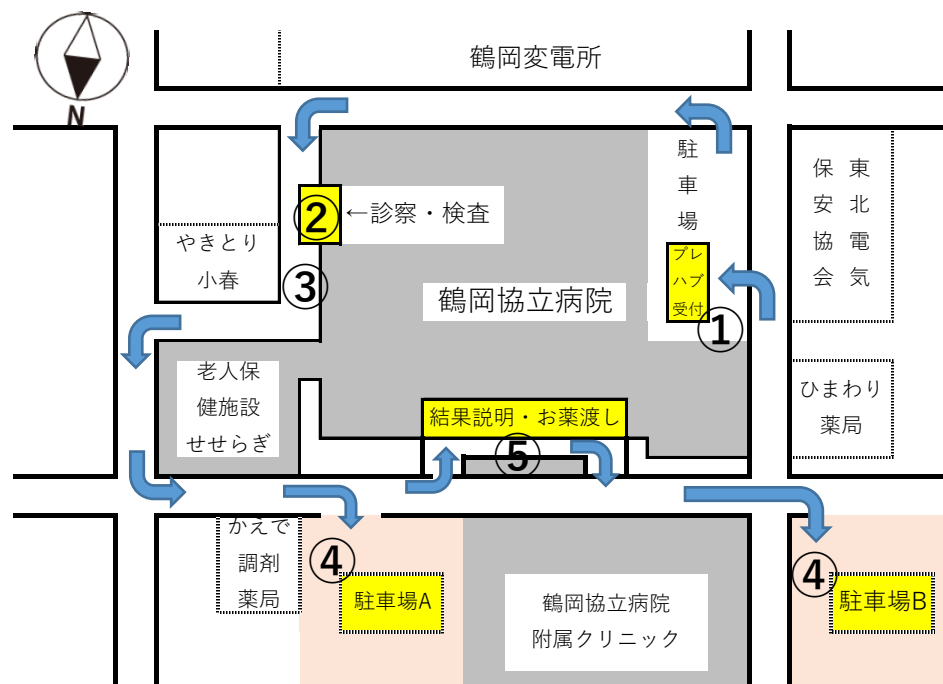 鶴岡変電所
N
駐車場
②
←診察・検査
保安協会
東北電気
やきとり
小春
③
プレ
ハブ
受付
①
鶴岡協立病院
老人保
健施設
せせらぎ
ひまわり
薬局
結果説明・お薬渡し
⑤
かえで
調剤
薬局
④
駐車場A
鶴岡協立病院
附属クリニック
④
駐車場B